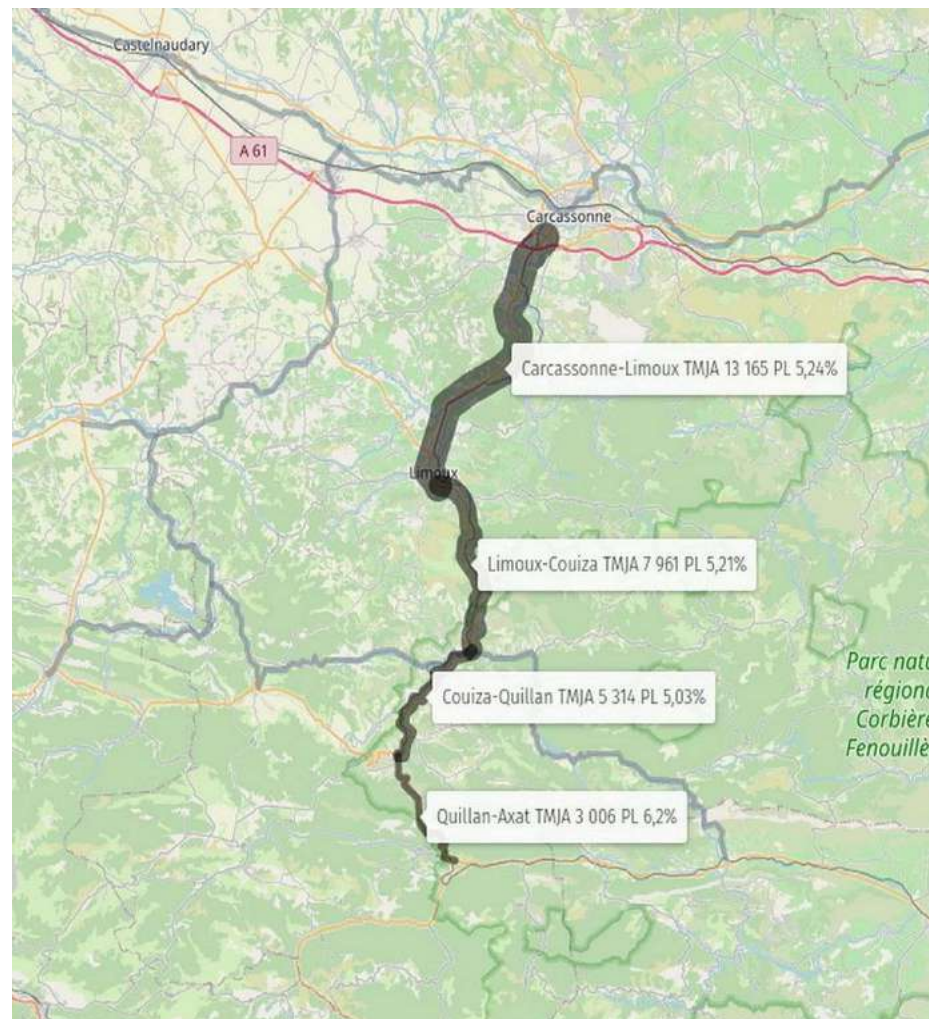 Castelnaudary
A 61
Carcassonne
Carcassonne-Limoux TMJA 13 165 PL 5,24%
Limoux
Limoux-Couiza TMJA 7 961 PL 5,21%
Parc natu
régiona
Corbière
Fenouillè
Couiza-Quillan TMJA 5 314 PL 5,03%
Quillan-Axat TMJA 3 006 PL 6,2%